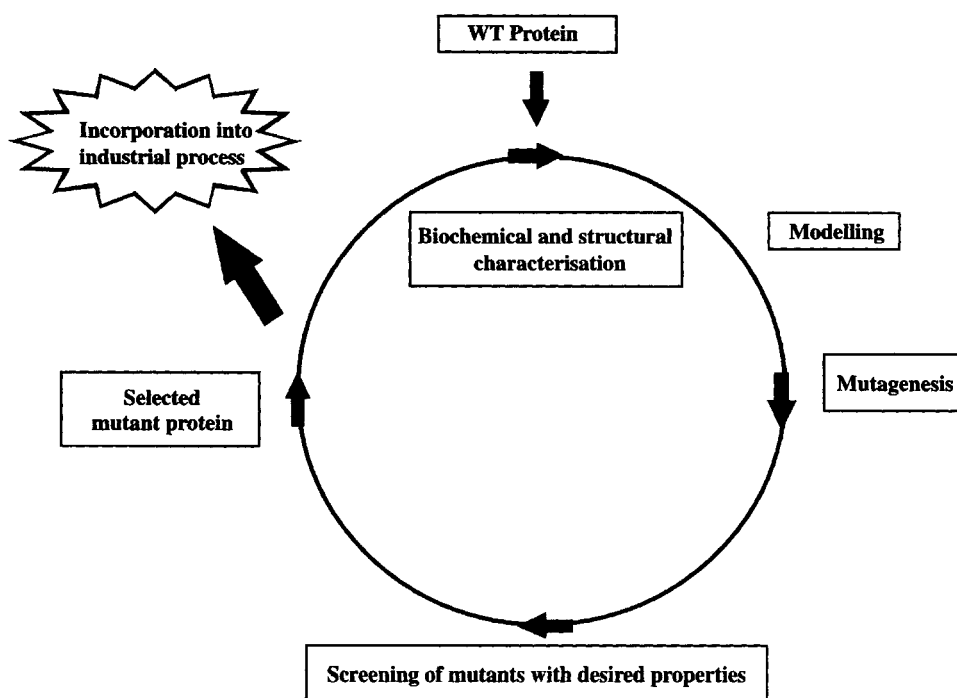 WT Protein
Incorporation into
industrial process
Biochemical and structural
characterisation
Modelling
Mutagenesis
Selected
mutant protein
Screening of mutants with desired properties